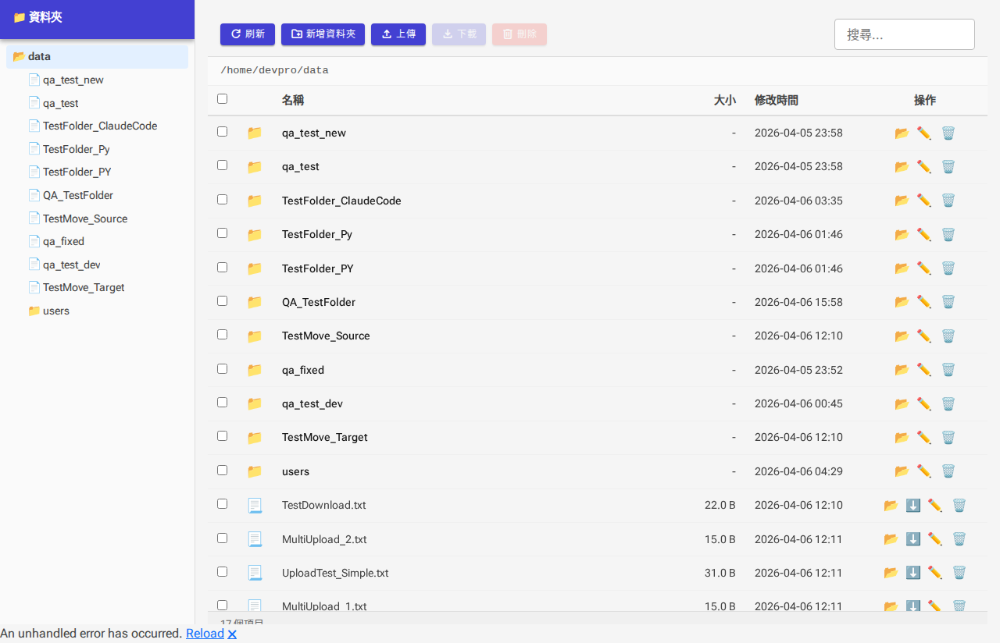 資料夾
data
qa_test_new
qa_test
TestFolder_ClaudeCode
TestFolder_Py
TestFolder_PY
QA_TestFolder
TestMove_Source
qa_fixed
qa_test_dev
TestMove_Target
users
刷新 新增資料夾 上傳 下載 刪除 搜尋...
/home/devpro/data
名稱 大小 修改時間 操作
qa_test_new - 2026-04-05 23:58
qa_test - 2026-04-05 23:58
TestFolder_ClaudeCode - 2026-04-06 03:35
TestFolder_Py - 2026-04-06 01:46
TestFolder_PY - 2026-04-06 01:46
QA_TestFolder - 2026-04-06 15:58
TestMove_Source - 2026-04-06 12:10
qa_fixed - 2026-04-05 23:52
qa_test_dev - 2026-04-06 00:45
TestMove_Target - 2026-04-06 12:10
users - 2026-04-06 04:29
TestDownload.txt 22.0 B 2026-04-06 12:10
MultiUpload_2.txt 15.0 B 2026-04-06 12:11
UploadTest_Simple.txt 31.0 B 2026-04-06 12:11
MultiUpload_1.txt 15.0 B 2026-04-06 12:11
17 個項目
An unhandled error has occurred. Reload X